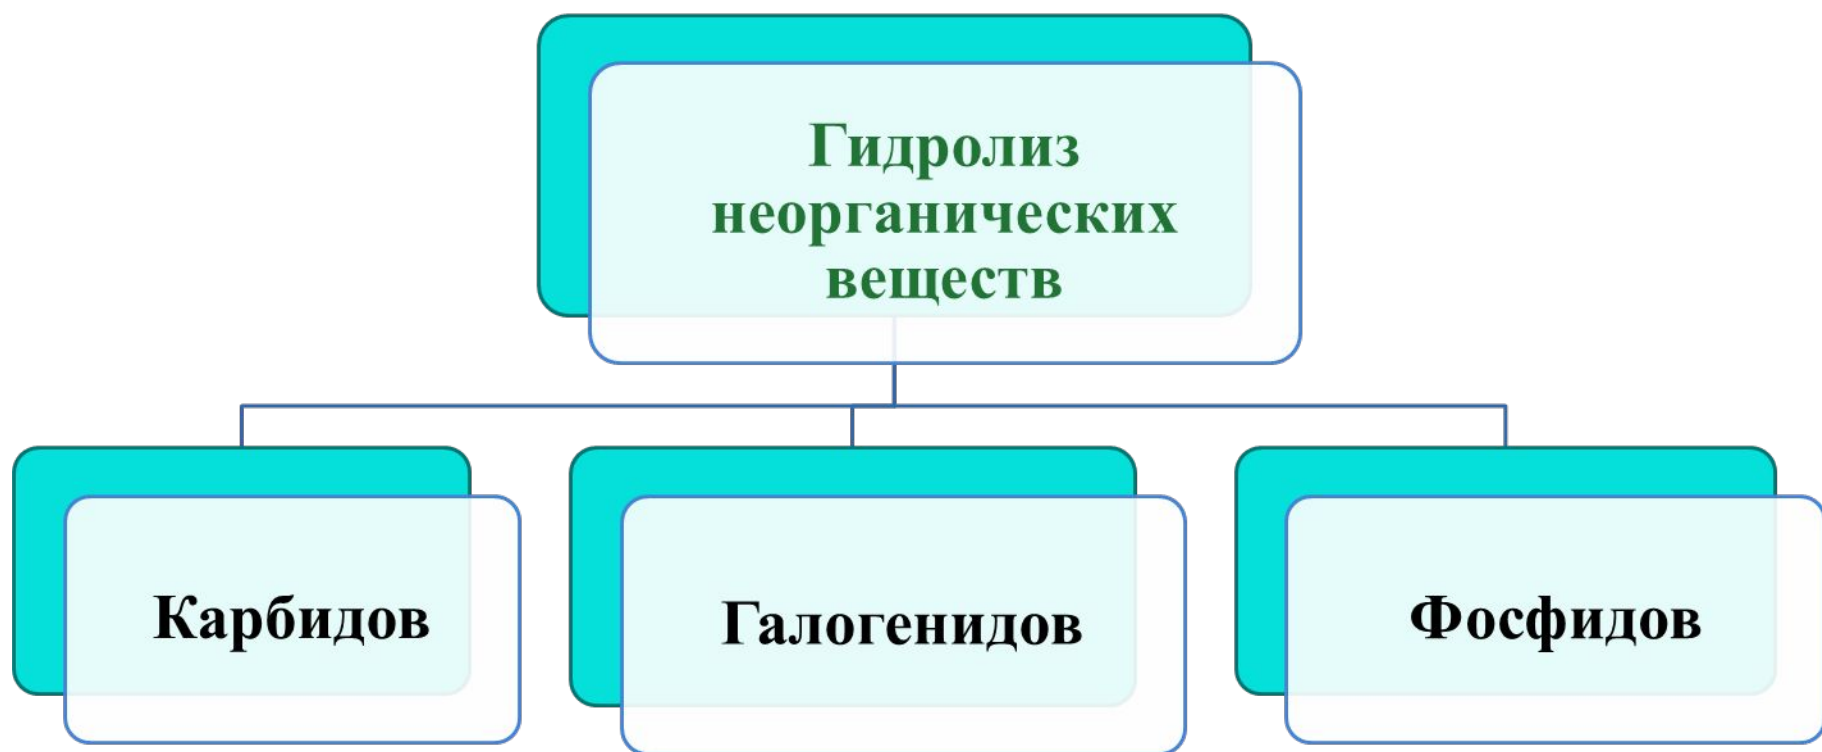 Гидролиз
неорганических
веществ
Карбидов
Галогенидов
Фосфидов